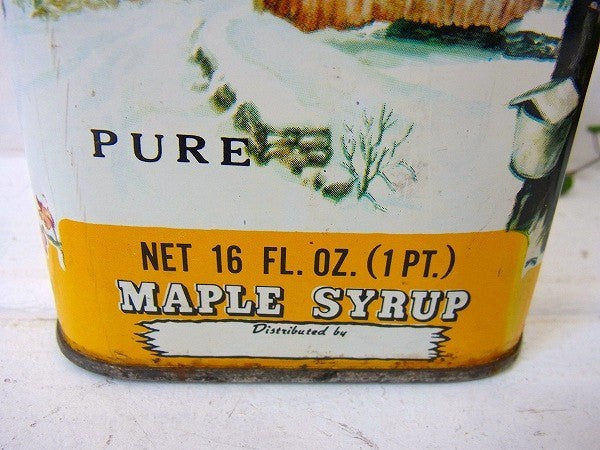 PURE
NET 16 FL. OZ. (1 PT.)
MAPLE SYRUP
Distributed by